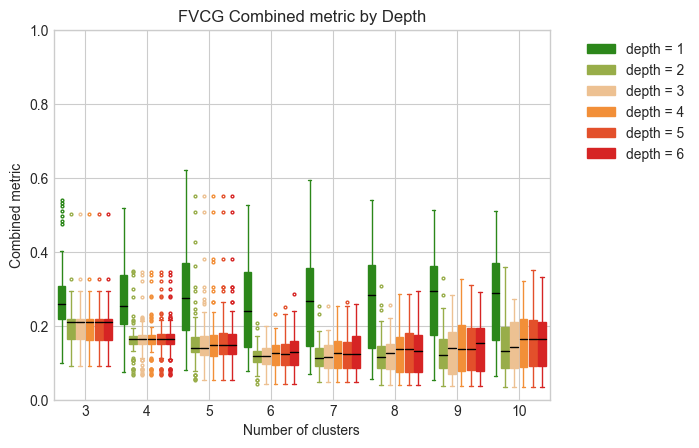 FVCG Combined metric by Depth
1.0
0.8
0.6
0.4
0.2
0.0
Combined metric
3 4 5 6 7 8 9 10
Number of clusters
depth = 1
depth = 2
depth = 3
depth = 4
depth = 5
depth = 6